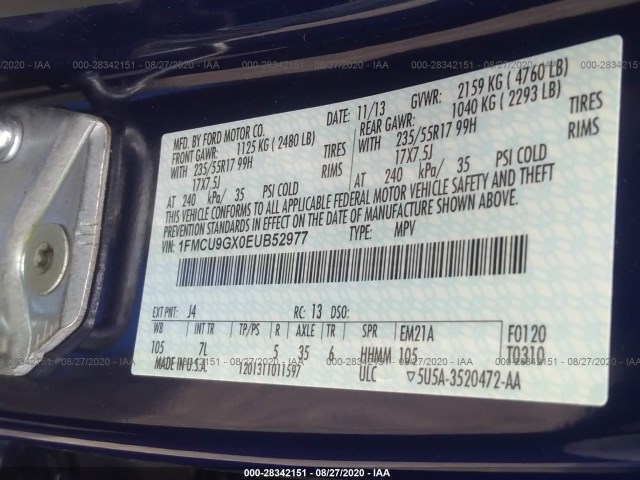 000-28342151 - 08/27/2020 - IAA
MFD. BY FORD MOTOR CO.
DATE: 11/13
GVWR: 2159 KG ( 4760 LB)
FRONT GAWR: 1125 KG ( 2480 LB)
REAR GAWR: 1040 KG ( 2293 LB)
WITH 235/55R17 99H TIRES
WITH 235/55R17 99H TIRES
17X7.5J RIMS
17X7.5J RIMS
AT 240 kPa/ 35 PSI COLD
AT 240 kPa/ 35 PSI COLD
THIS VEHICLE CONFORMS TO ALL APPLICABLE FEDERAL MOTOR VEHICLE SAFETY AND THEFT
PREVENTION STANDARDS IN EFFECT ON THE DATE OF MANUFACTURE SHOWN ABOVE.
VIN: 1FMCU9GX0EUB52977
TYPE: MPV
EXT PNT: J4 RC: 13 DSO:
WB INT TR TP/PS R AXLE TR SPR EM21A F0120
105 7L 5 35 6 HHMM 105 T0310
MADE IN U.S.A. 1201311011597 ULC ▽5U5A-3520472-AA
000-28342151 - 08/27/2020 - IAA